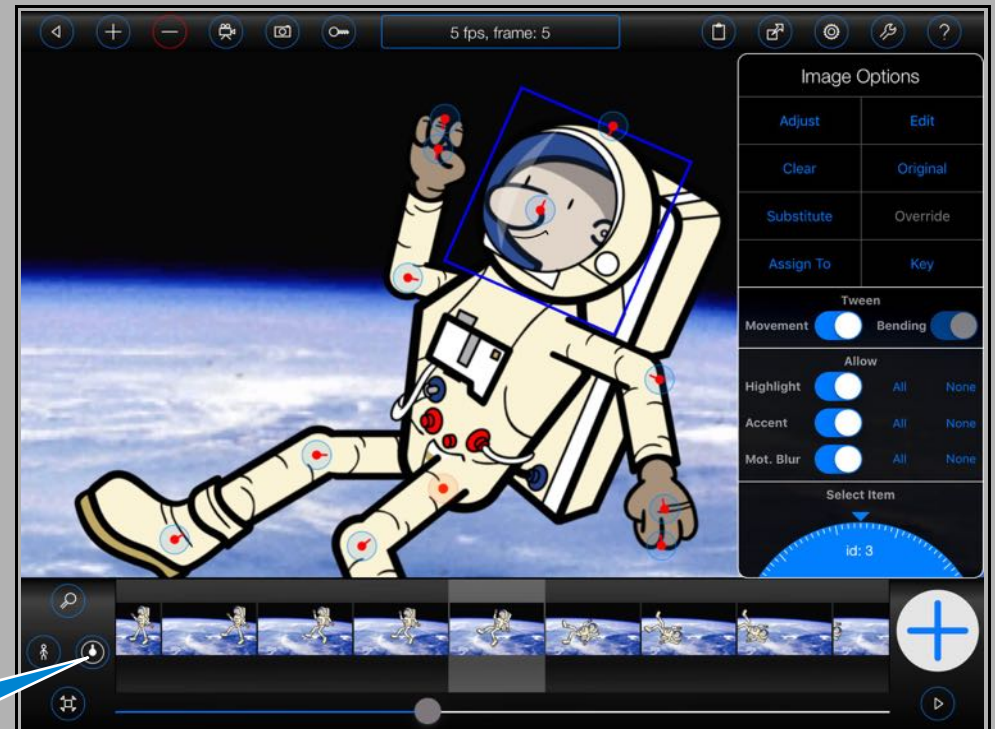 5 fps, frame: 5
?
Image Options
Adjust Edit
Clear Original
Substitute Override
Assign To Key
Tween
Movement Bending
Allow
Highlight All None
Accent All None
Mot. Blur All None
Select Item
id: 3